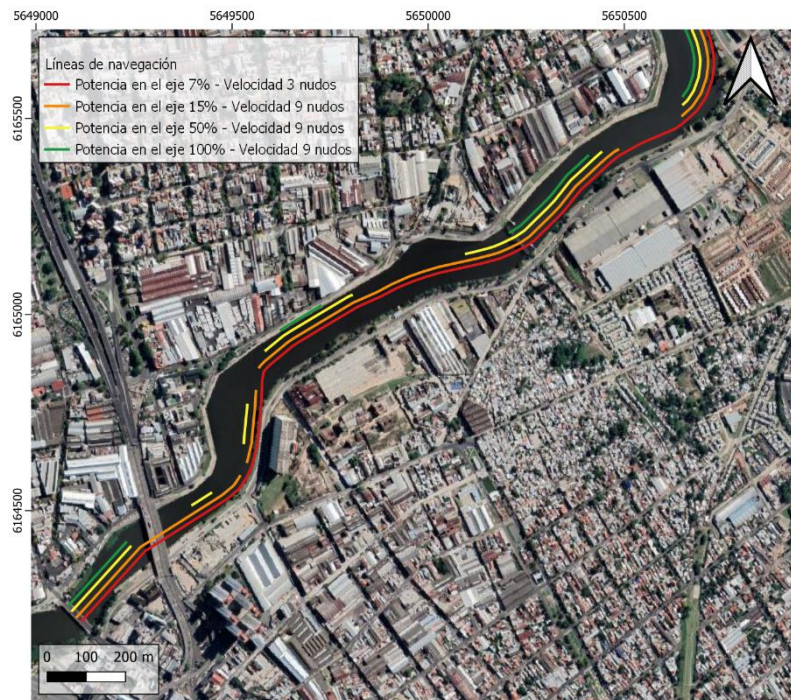 5649000 5649500 5650000 5650500
Líneas de navegación
Potencia en el eje 7% - Velocidad 3 nudos
Potencia en el eje 15% - Velocidad 9 nudos
Potencia en el eje 50% - Velocidad 9 nudos
Potencia en el eje 100% - Velocidad 9 nudos
6165500
6165000
6164500
0 100 200 m